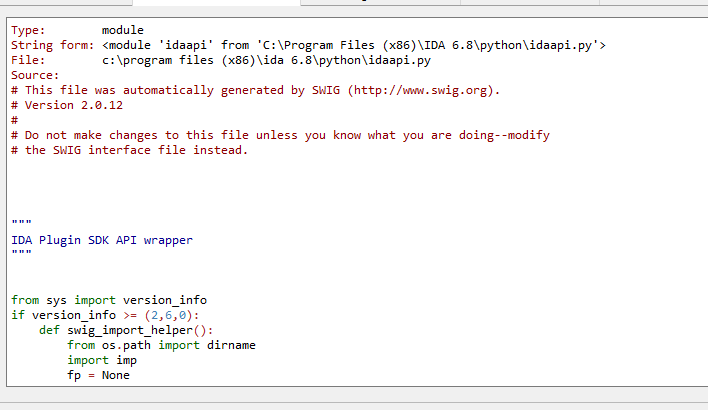 Type:        module
String form: <module 'idaapi' from 'C:\Program Files (x86)\IDA 6.8\python\idaapi.py'>
File:        c:\program files (x86)\ida 6.8\python\idaapi.py
Source:
# This file was automatically generated by SWIG (http://www.swig.org).
# Version 2.0.12
#
# Do not make changes to this file unless you know what you are doing--modify
# the SWIG interface file instead.
"""
IDA Plugin SDK API wrapper
"""
from sys import version_info
if version_info >= (2,6,0):
    def swig_import_helper():
        from os.path import dirname
        import imp
        fp = None